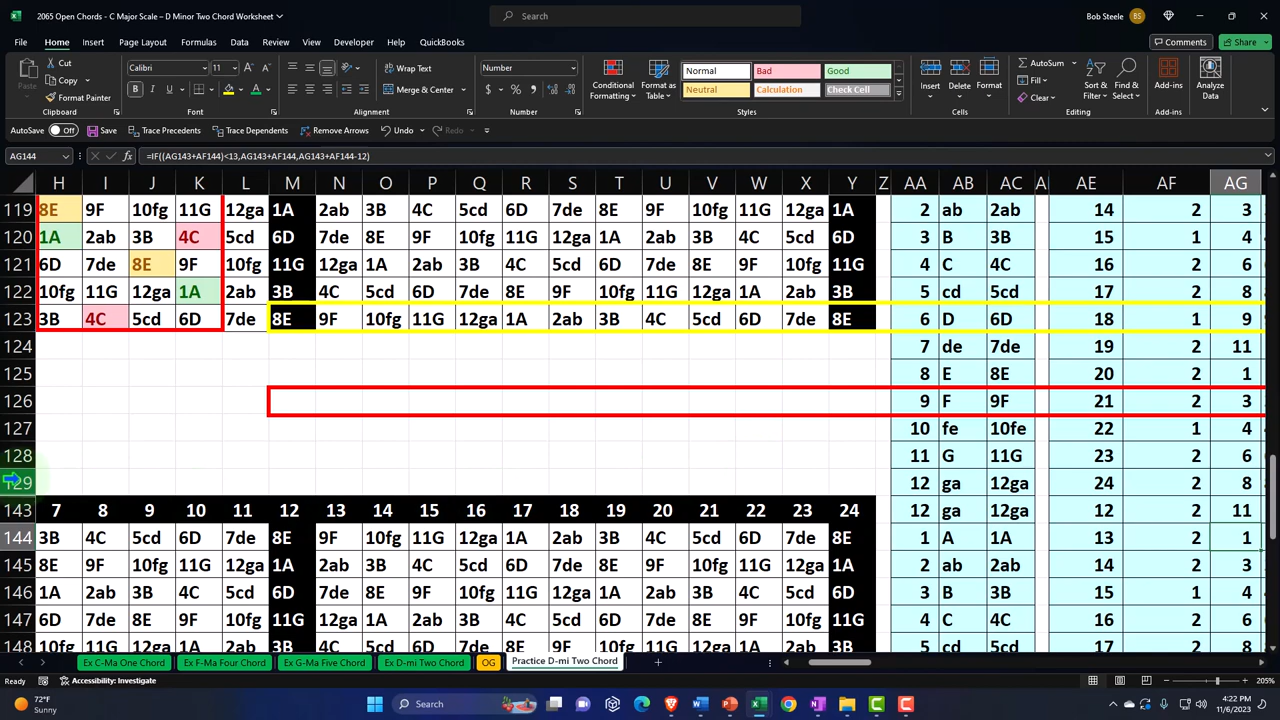 2065 Open Chords - C Major Scale – D Minor Two Chord Worksheet
Search
Bob Steele BS
File Home Insert Page Layout Formulas Data Review View Developer Help QuickBooks Comments Share
Paste Cut Copy Format Painter Calibri 11 Wrap Text Merge & Center Number Conditional Formatting Format as Table Normal Bad Good Neutral Calculation Check Cell Insert Delete Format AutoSum Fill Clear Sort & Filter Find & Select Add-ins Analyze Data
Clipboard Font Alignment Number Styles Cells Editing Add-ins
AutoSave Off Save Trace Precedents Trace Dependents Remove Arrows Undo Redo
AG144 fx =IF((AG143+AF144)<13,AG143+AF144,AG143+AF144-12)
H I J K L M N O P Q R S T U V W X Y Z AA AB AC A AE AF AG
119 8E 9F 10fg 11G 12ga 1A 2ab 3B 4C 5cd 6D 7de 8E 9F 10fg 11G 12ga 1A 2 ab 2ab 14 2 3
120 1A 2ab 3B 4C 5cd 6D 7de 8E 9F 10fg 11G 12ga 1A 2ab 3B 4C 5cd 6D 3 B 3B 15 1 4
121 6D 7de 8E 9F 10fg 11G 12ga 1A 2ab 3B 4C 5cd 6D 7de 8E 9F 10fg 11G 4 C 4C 16 2 6
122 10fg 11G 12ga 1A 2ab 3B 4C 5cd 6D 7de 8E 9F 10fg 11G 12ga 1A 2ab 3B 5 cd 5cd 17 2 8
123 3B 4C 5cd 6D 7de 8E 9F 10fg 11G 12ga 1A 2ab 3B 4C 5cd 6D 7de 8E 6 D 6D 18 1 9
124 7 de 7de 19 2 11
125 8 E 8E 20 2 1
126 9 F 9F 21 2 3
127 10 fe 10fe 22 1 4
128 11 G 11G 23 2 6
129 12 ga 12ga 24 2 8
143 7 8 9 10 11 12 13 14 15 16 17 18 19 20 21 22 23 24 12 ga 12ga 12 2 11
144 3B 4C 5cd 6D 7de 8E 9F 10fg 11G 12ga 1A 2ab 3B 4C 5cd 6D 7de 8E 1 A 1A 13 2 1
145 8E 9F 10fg 11G 12ga 1A 2ab 3B 4C 5cd 6D 7de 8E 9F 10fg 11G 12ga 1A 2 ab 2ab 14 2 3
146 1A 2ab 3B 4C 5cd 6D 7de 8E 9F 10fg 11G 12ga 1A 2ab 3B 4C 5cd 6D 3 B 3B 15 1 4
147 6D 7de 8E 9F 10fg 11G 12ga 1A 2ab 3B 4C 5cd 6D 7de 8E 9F 10fg 11G 4 C 4C 16 2 6
148 10fg 11G 12ga 1A 2ab 3B 4C 5cd 6D 7de 8E 9F 10fg 11G 12ga 1A 2ab 3B 5 cd 5cd 17 2 8
Ex C-Ma One Chord Ex F-Ma Four Chord Ex G-Ma Five Chord Ex D-mi Two Chord OG Practice D-mi Two Chord
Ready Accessibility: Investigate 205%
72°F
Sunny
Search
4:22 PM
11/6/2023